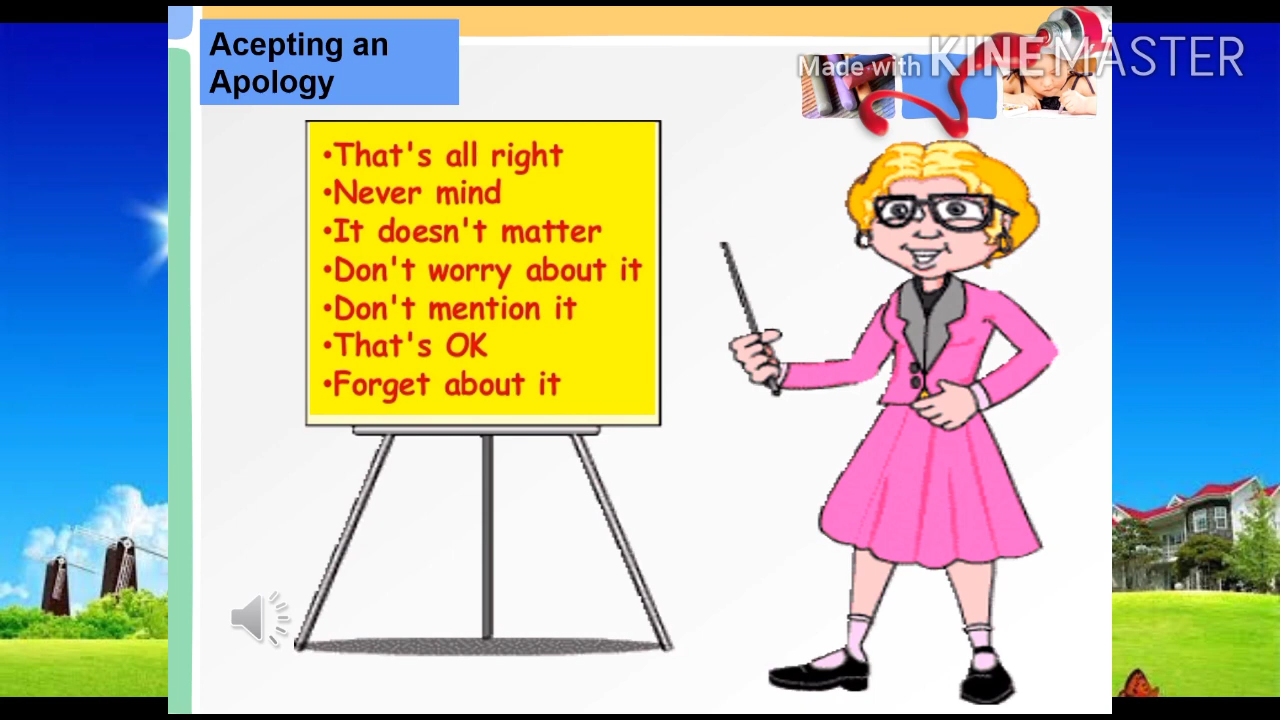 Acepting an
Apology
Made with KINEMASTER
•That's all right
•Never mind
•It doesn't matter
•Don't worry about it
•Don't mention it
•That's OK
•Forget about it